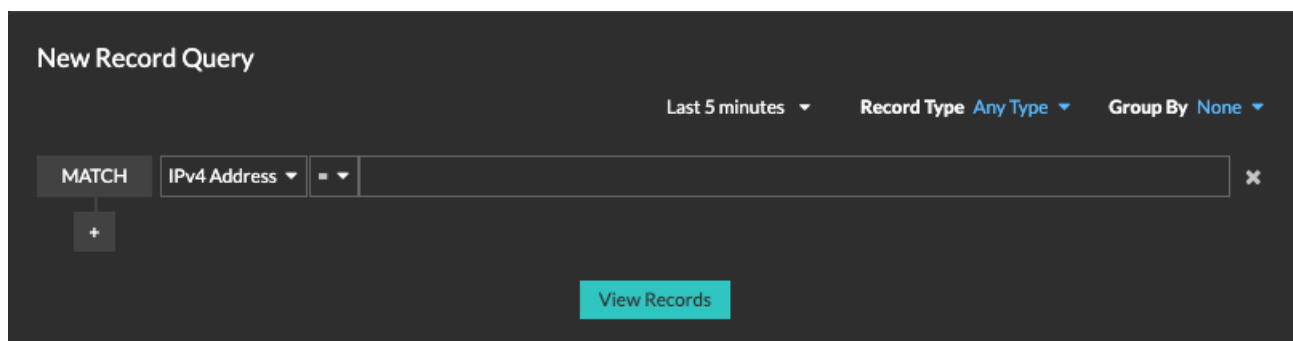 New Record Query
Last 5 minutes Record Type Any Type Group By None
MATCH IPv4 Address =
+
View Records